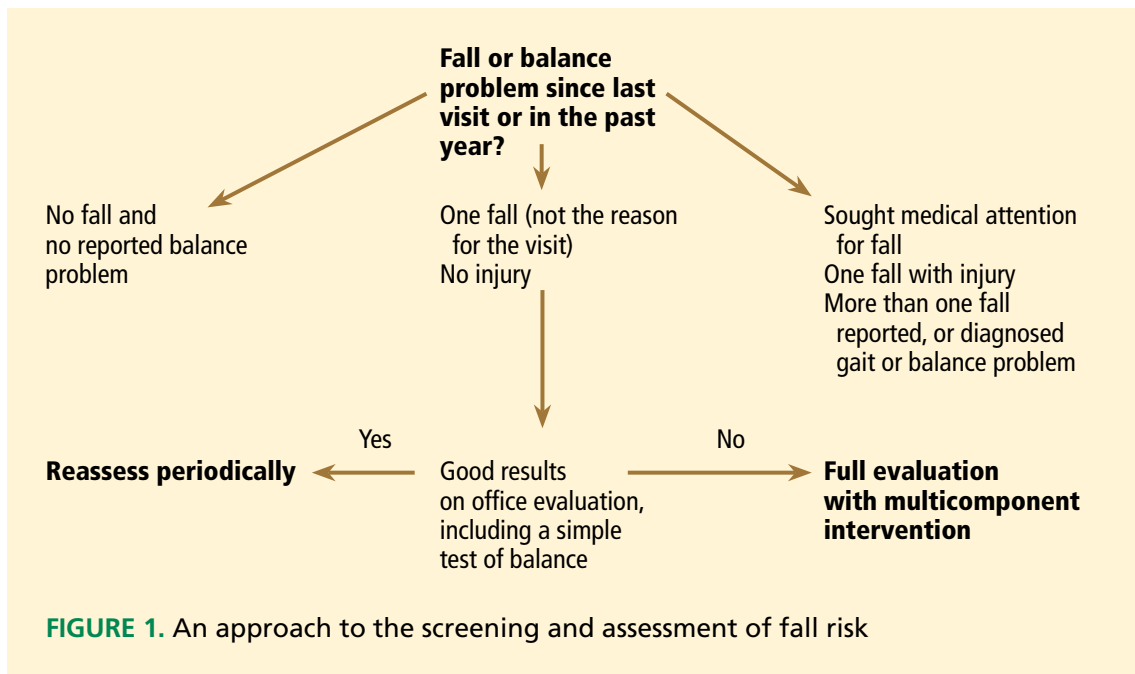 Fall or balance
problem since last
visit or in the past
year?
No fall and
no reported balance
problem
One fall (not the reason
for the visit)
No injury
Sought medical attention
for fall
One fall with injury
More than one fall
reported, or diagnosed
gait or balance problem
Yes
No
Reassess periodically
Good results
on office evaluation,
including a simple
test of balance
Full evaluation
with multicomponent
intervention
FIGURE 1. An approach to the screening and assessment of fall risk